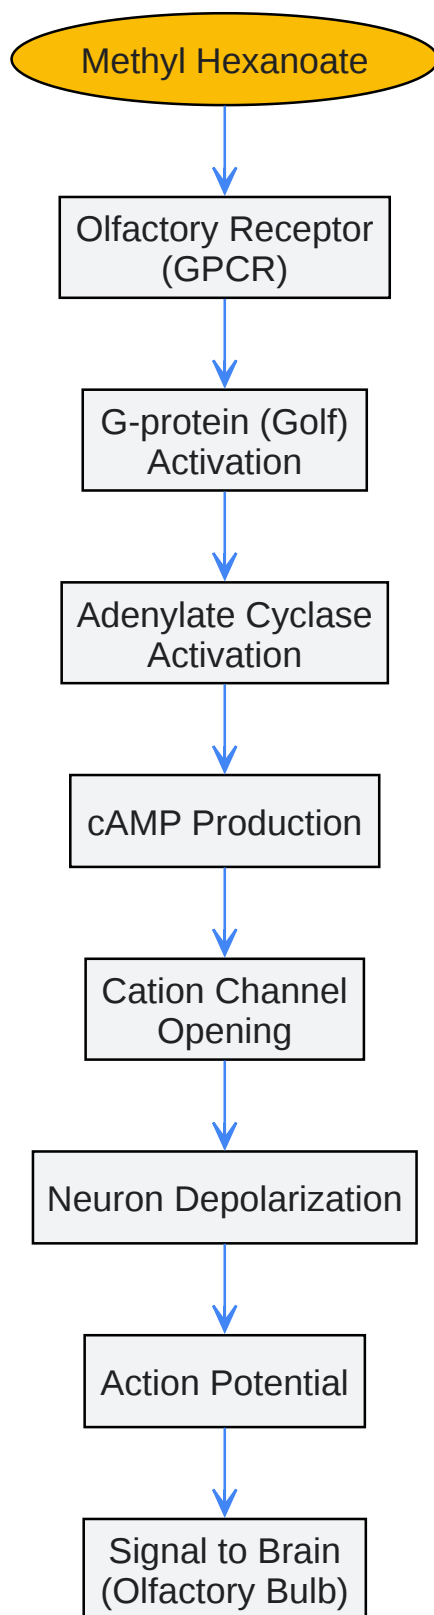 Methyl Hexanoate
Olfactory Receptor
(GPCR)
G-protein (Golf)
Activation
Adenylate Cyclase
Activation
cAMP Production
Cation Channel
Opening
Neuron Depolarization
Action Potential
Signal to Brain
(Olfactory Bulb)